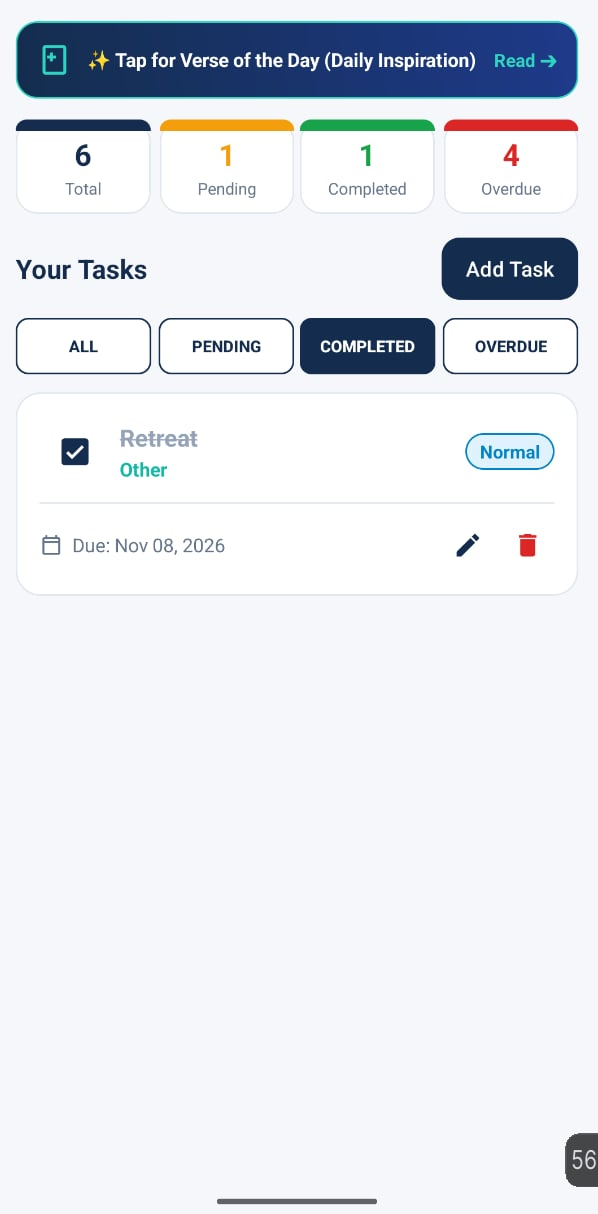 ✨ Tap for Verse of the Day (Daily Inspiration) Read →
6 1 1 4
Total Pending Completed Overdue
Your Tasks Add Task
ALL PENDING COMPLETED OVERDUE
Retreat
Other
Normal
Due: Nov 08, 2026
56